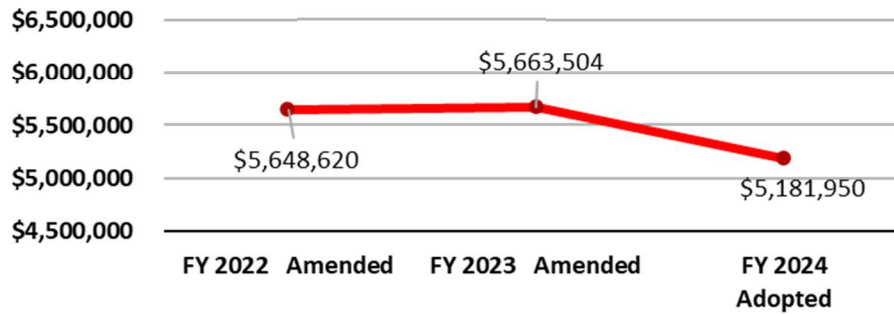 $6,500,000
$6,000,000
$5,500,000
$5,000,000
$4,500,000
$5,648,620
$5,663,504
$5,181,950
FY 2022 Amended
FY 2023 Amended
FY 2024
Adopted